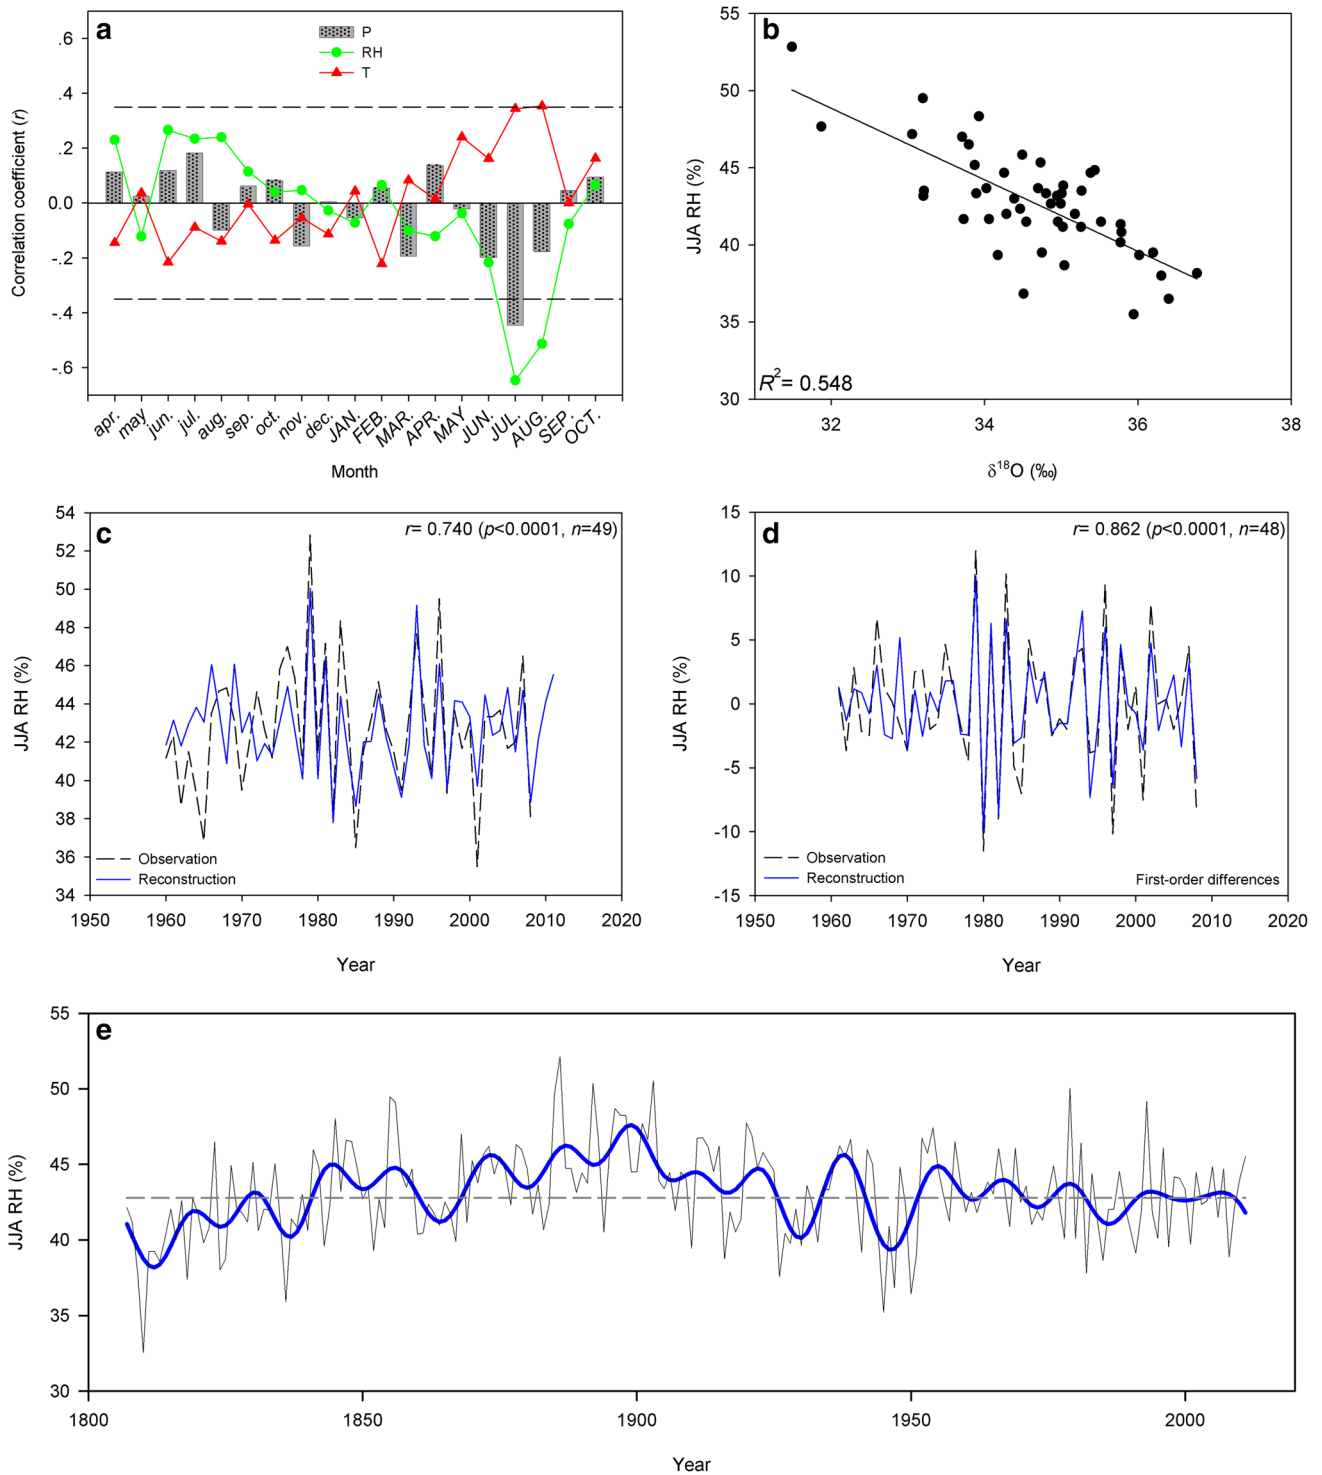 a
P
RH
T
.6
.4
.2
0.0
-.2
-.4
-.6
Correlation coefficient (r)
apr. may jun. jul. aug. sep. oct. nov. dec. JAN. FEB. MAR. APR. MAY JUN. JUL. AUG. SEP. OCT.
Month
b
55
50
45
40
35
30
JJA RH (%)
R²= 0.548
32 34 36 38
δ¹⁸O (‰)
c
r= 0.740 (p<0.0001, n=49)
54
52
50
48
46
44
42
40
38
36
34
JJA RH (%)
Observation
Reconstruction
1950 1960 1970 1980 1990 2000 2010 2020
Year
d
r= 0.862 (p<0.0001, n=48)
15
10
5
0
-5
-10
-15
JJA RH (%)
Observation
Reconstruction
First-order differences
1950 1960 1970 1980 1990 2000 2010 2020
Year
e
55
50
45
40
35
30
JJA RH (%)
1800 1850 1900 1950 2000
Year